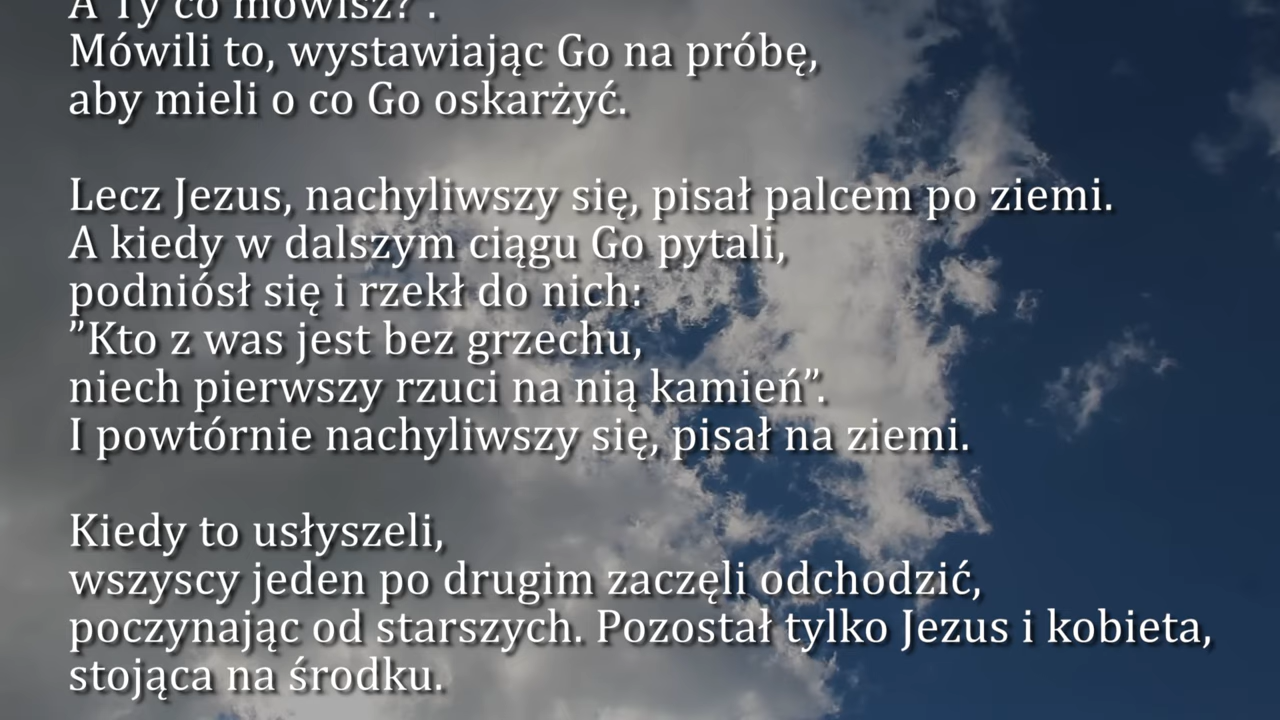 A Ty co mówisz?”.
Mówili to, wystawiając Go na próbę,
aby mieli o co Go oskarżyć.
Lecz Jezus, nachyliwszy się, pisał palcem po ziemi.
A kiedy w dalszym ciągu Go pytali,
podniósł się i rzekł do nich:
”Kto z was jest bez grzechu,
niech pierwszy rzuci na nią kamień”.
I powtórnie nachyliwszy się, pisał na ziemi.
Kiedy to usłyszeli,
wszyscy jeden po drugim zaczęli odchodzić,
poczynając od starszych. Pozostał tylko Jezus i kobieta,
stojąca na środku.